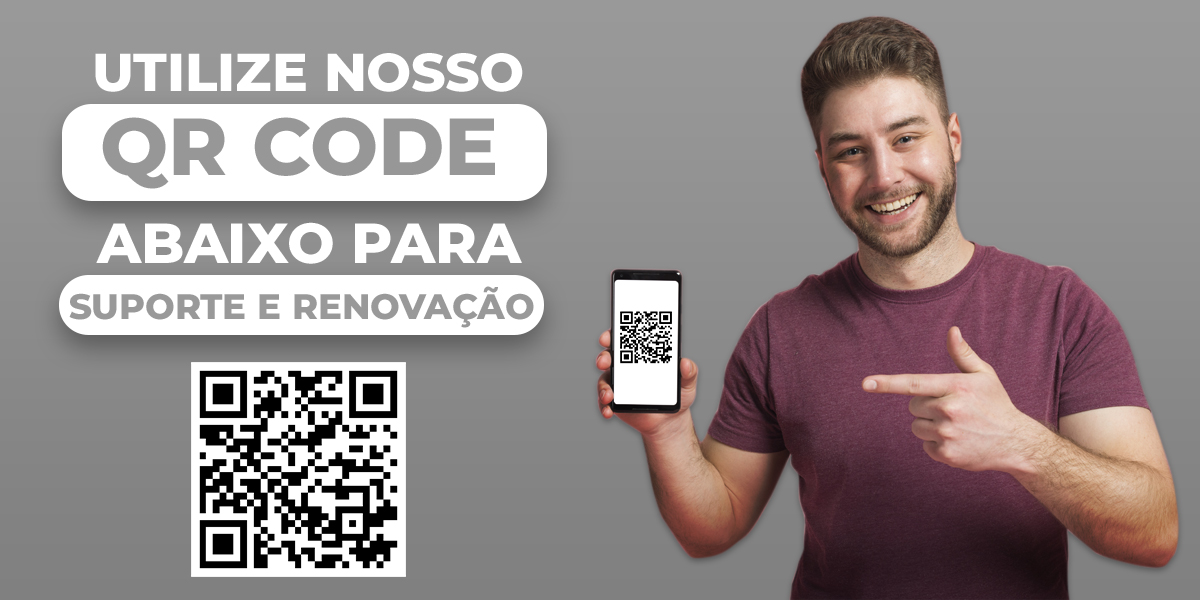 UTILIZE NOSSO
QR CODE
ABAIXO PARA
SUPORTE E RENOVAÇÃO